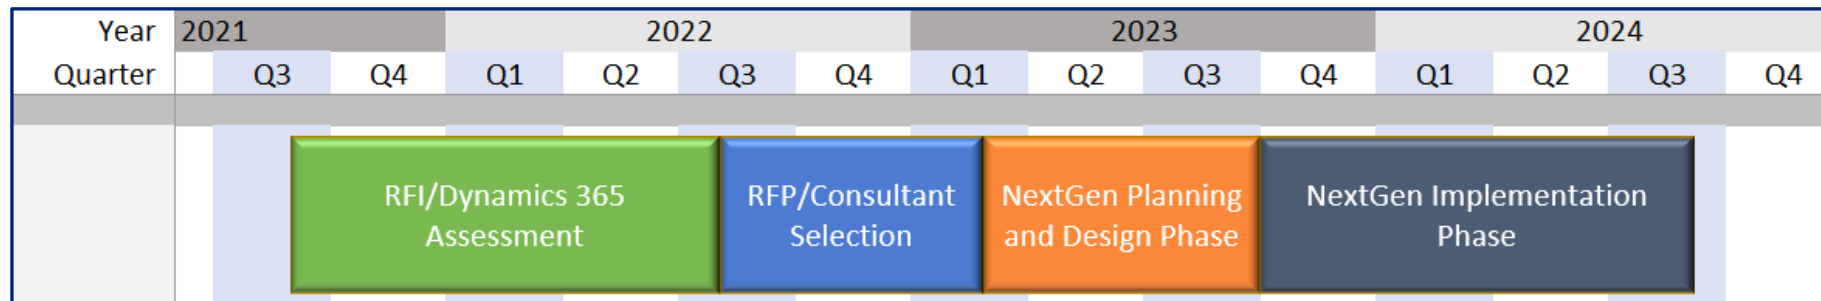 Year 2021 2022 2023 2024
Quarter Q3 Q4 Q1 Q2 Q3 Q4 Q1 Q2 Q3 Q4 Q1 Q2 Q3 Q4
RFI/Dynamics 365
Assessment
RFP/Consultant
Selection
NextGen Planning
and Design Phase
NextGen Implementation
Phase